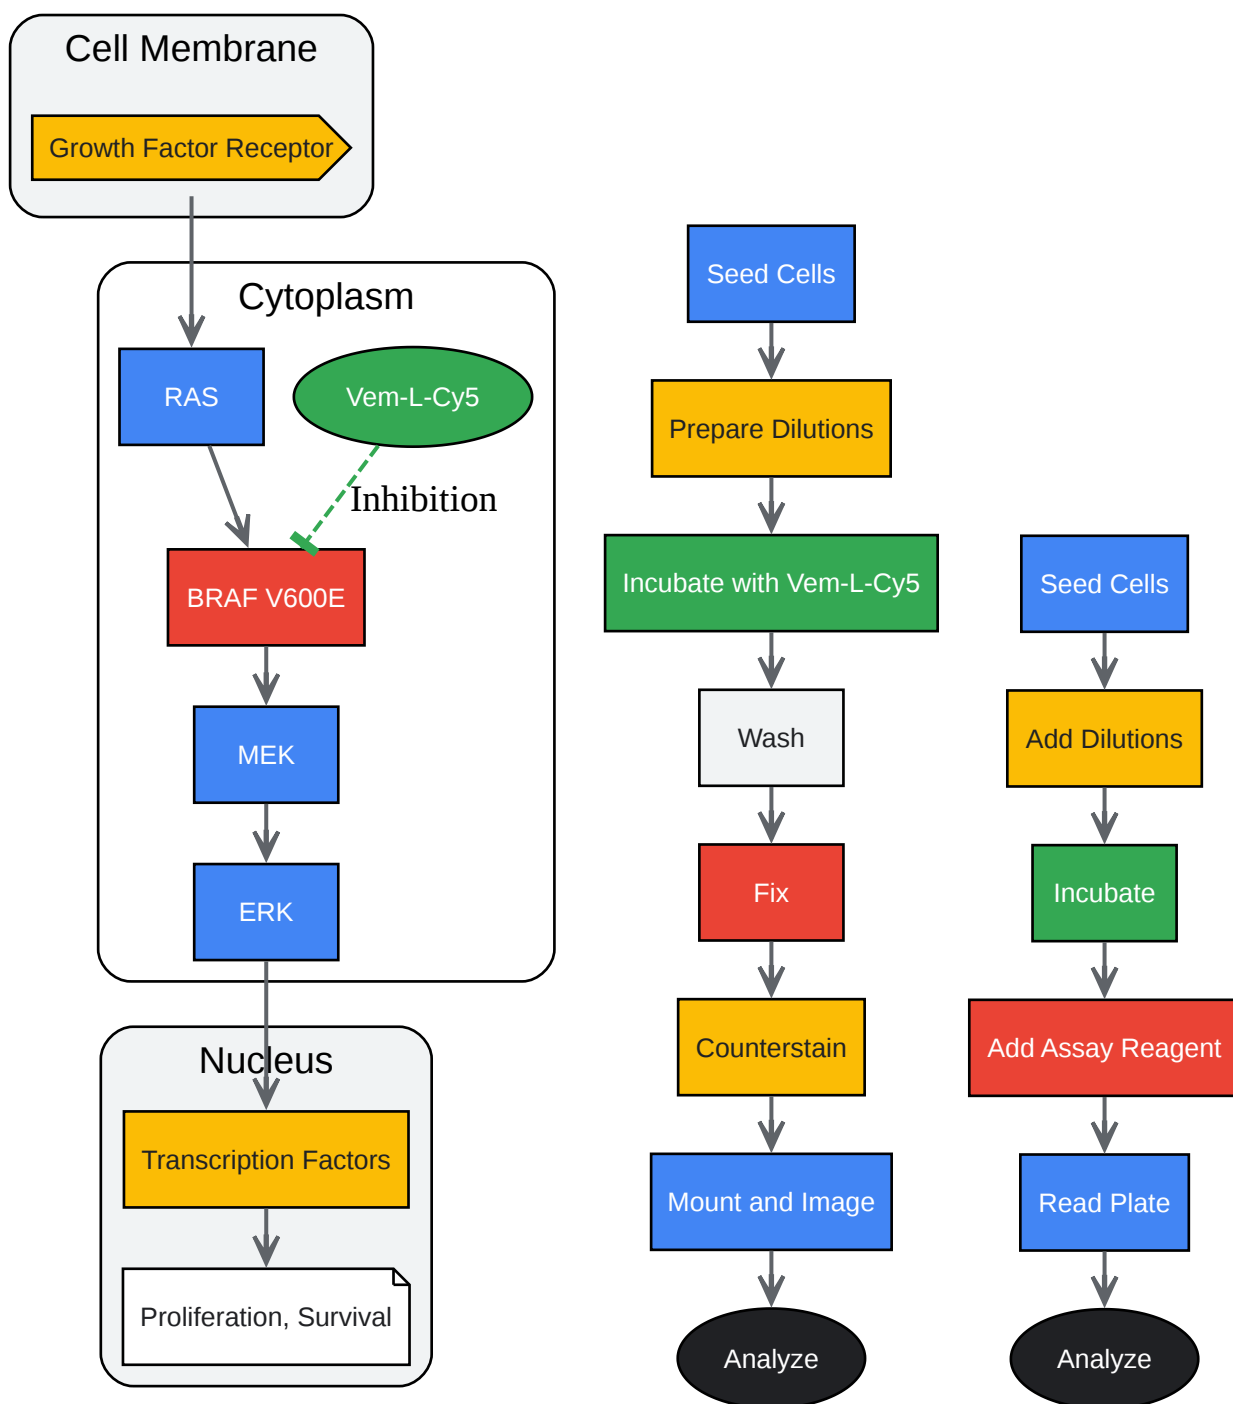 Cell Membrane
Growth Factor Receptor
Cytoplasm
RAS
Vem-L-Cy5
Inhibition
BRAF V600E
MEK
ERK
Nucleus
Transcription Factors
Proliferation, Survival
Seed Cells
Prepare Dilutions
Incubate with Vem-L-Cy5
Wash
Fix
Counterstain
Mount and Image
Analyze
Seed Cells
Add Dilutions
Incubate
Add Assay Reagent
Read Plate
Analyze